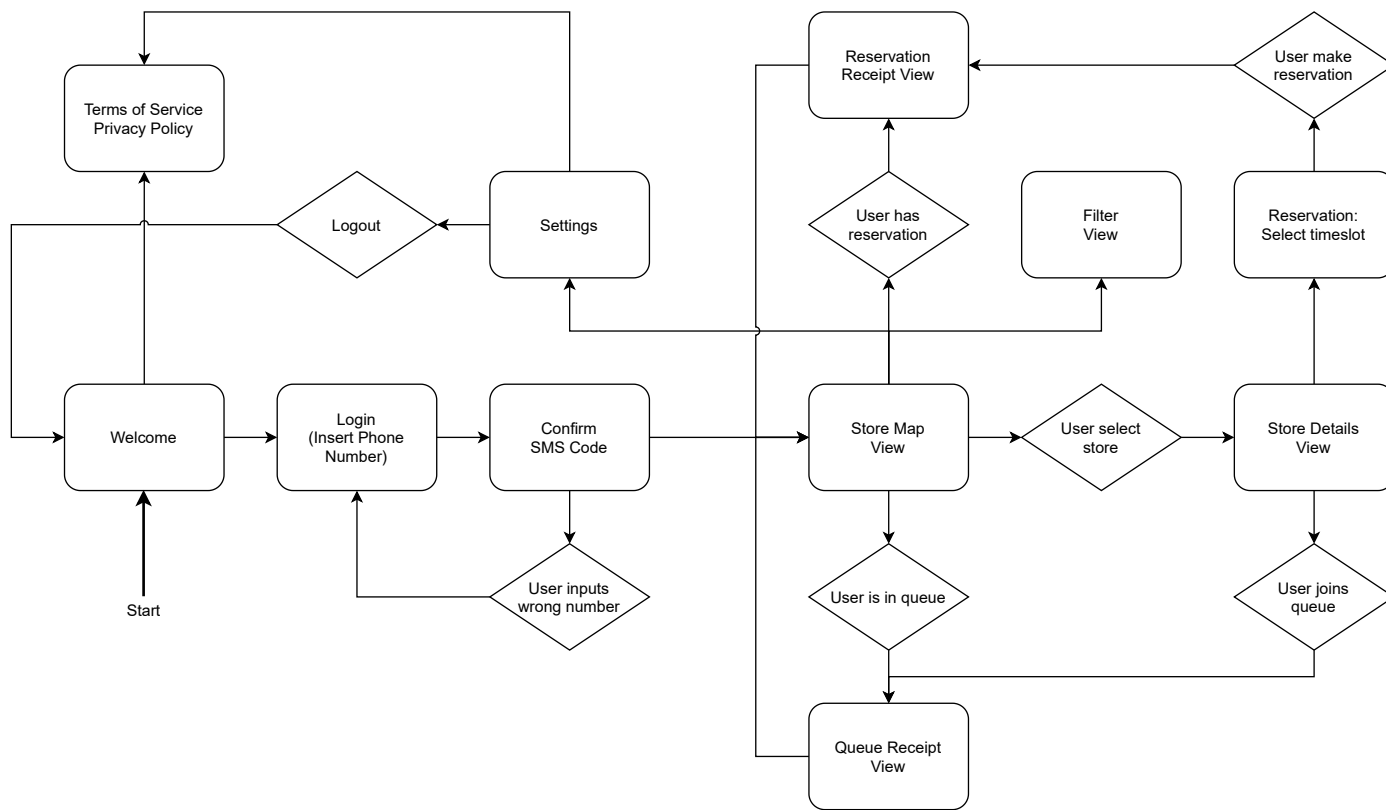 Reservation
Receipt View
User make
reservation
Terms of Service
Privacy Policy
Logout
Settings
User has
reservation
Filter
View
Reservation:
Select timeslot
Welcome
Login
(Insert Phone
Number)
Confirm
SMS Code
Store Map
View
User select
store
Store Details
View
Start
User inputs
wrong number
User is in queue
User joins
queue
Queue Receipt
View